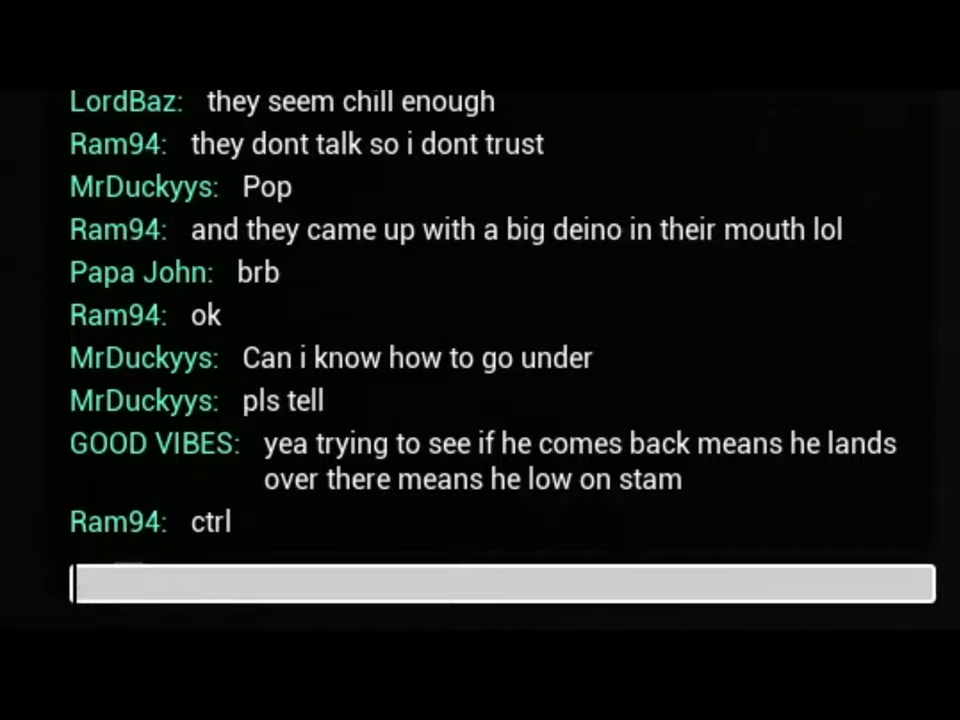 LordBaz: they seem chill enough
Ram94: they dont talk so i dont trust
MrDuckyys: Pop
Ram94: and they came up with a big deino in their mouth lol
Papa John: brb
Ram94: ok
MrDuckyys: Can i know how to go under
MrDuckyys: pls tell
GOOD VIBES: yea trying to see if he comes back means he lands
over there means he low on stam
Ram94: ctrl